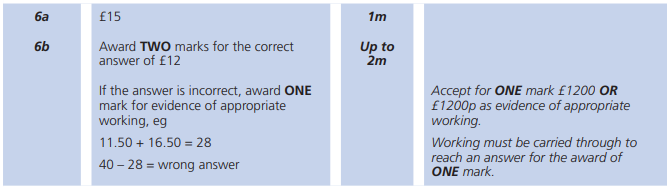 6a £15 1m
6b Award TWO marks for the correct Up to
answer of £12 2m
If the answer is incorrect, award ONE Accept for ONE mark £1200 OR
mark for evidence of appropriate £1200p as evidence of appropriate
working, eg working.
11.50 + 16.50 = 28 Working must be carried through to
40 – 28 = wrong answer reach an answer for the award of
ONE mark.